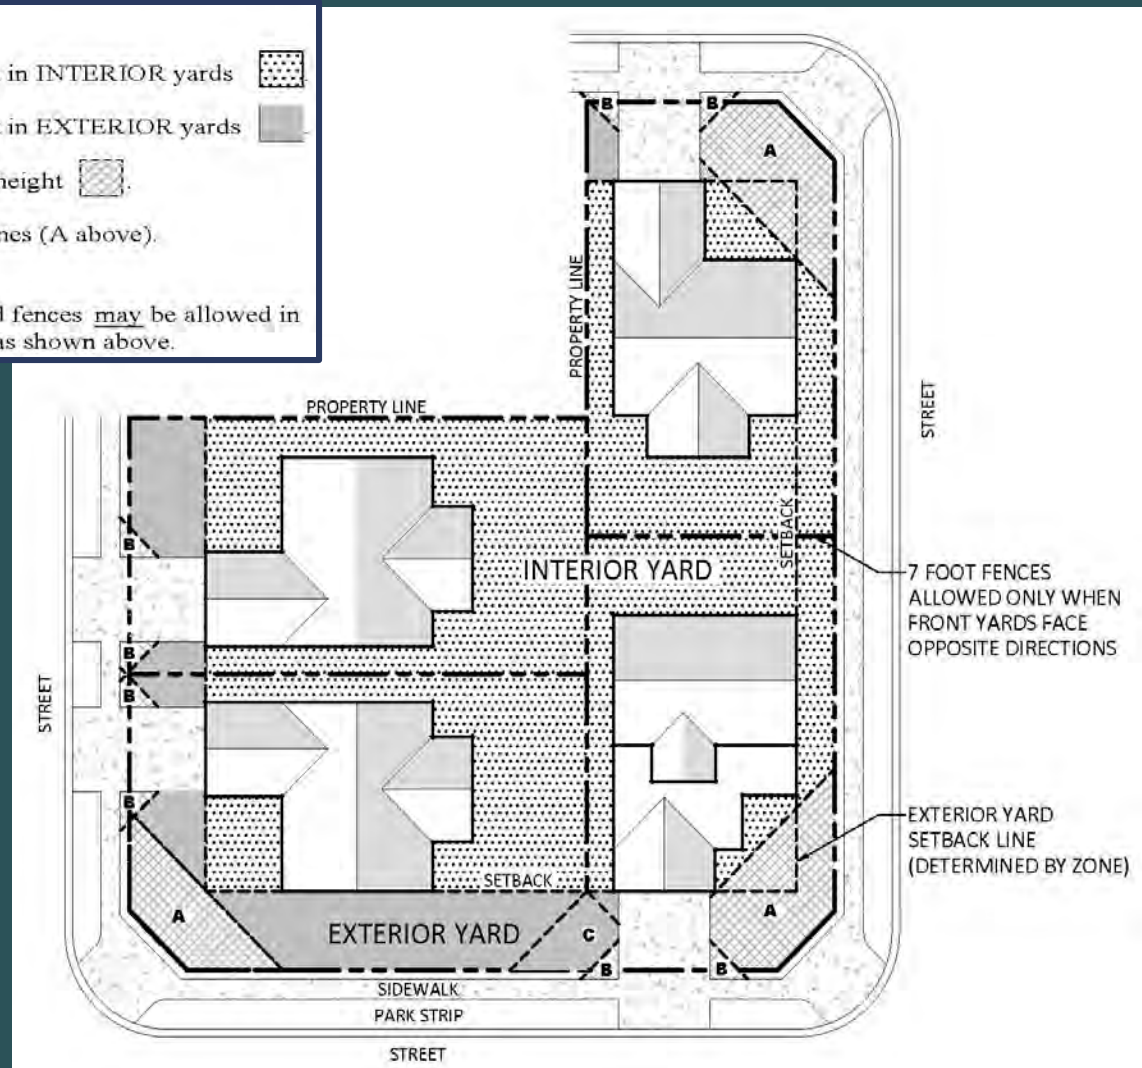 in INTERIOR yards
in EXTERIOR yards
height
(A above).
fences may be allowed in
as shown above.
B
B
A
PROPERTY LINE
STREET
PROPERTY LINE
SETBACK
B
INTERIOR YARD
7 FOOT FENCES
ALLOWED ONLY WHEN
FRONT YARDS FACE
OPPOSITE DIRECTIONS
B
B
STREET
B
EXTERIOR YARD
SETBACK LINE
(DETERMINED BY ZONE)
SETBACK
A
A
EXTERIOR YARD
C
B
B
SIDEWALK
PARK STRIP
STREET